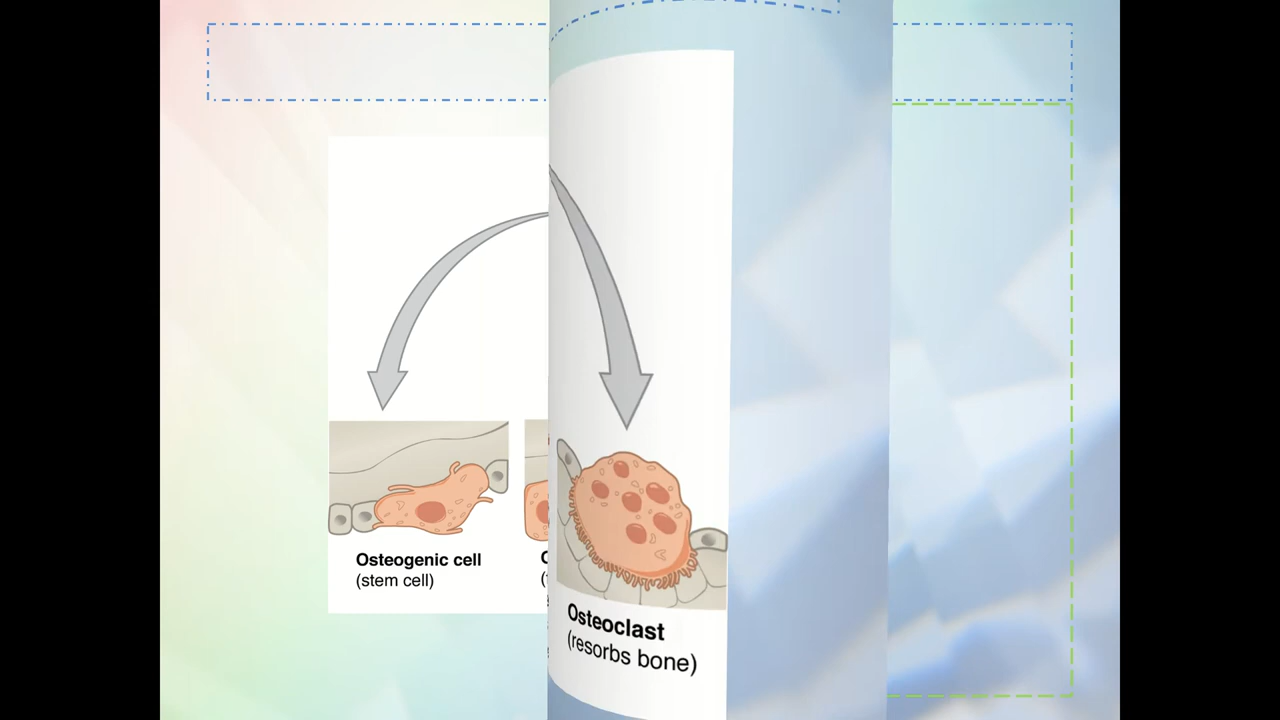 Osteogenic cell
(stem cell)
Osteoclast
(resorbs bone)